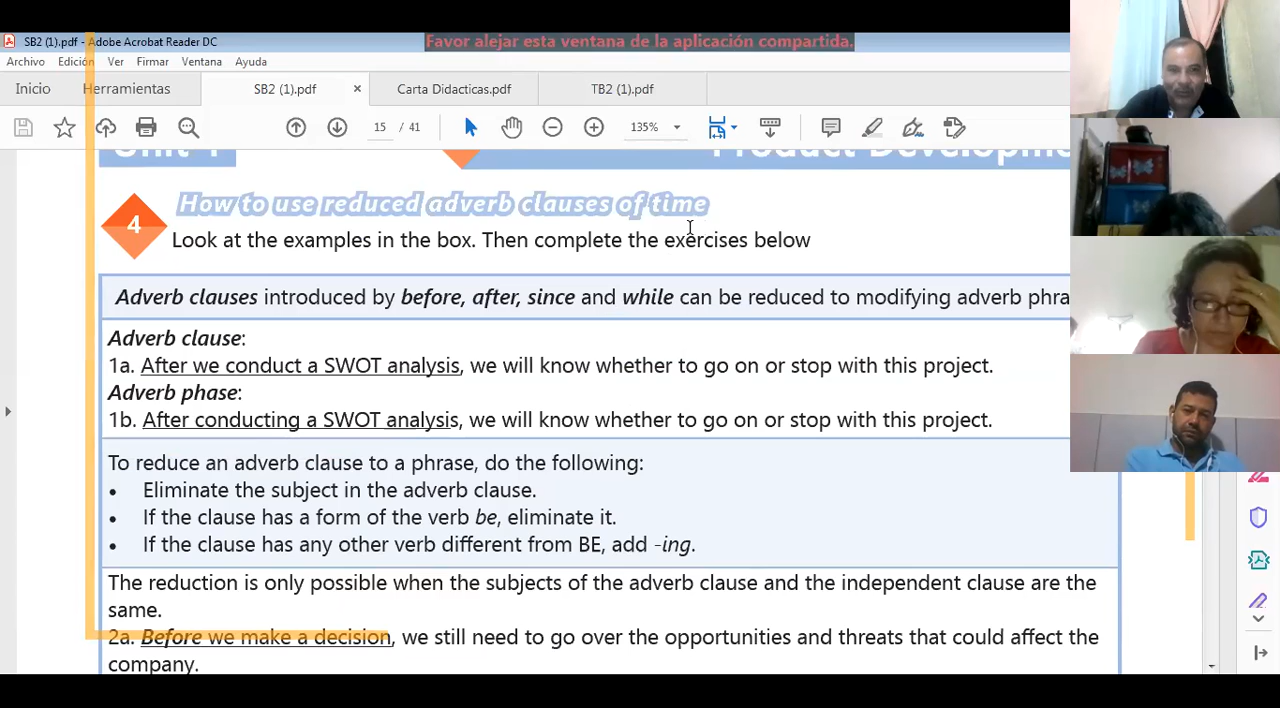 SB2 (1).pdf - Adobe Acrobat Reader DC
Favor alejar esta ventana de la aplicación compartida.
Archivo Edición Ver Firmar Ventana Ayuda
Inicio Herramientas SB2 (1).pdf × Carta Didacticas.pdf TB2 (1).pdf
15 / 41 135%
4
How to use reduced adverb clauses of time
Look at the examples in the box. Then complete the exercises below
Adverb clauses introduced by before, after, since and while can be reduced to modifying adverb phra
Adverb clause:
1a. After we conduct a SWOT analysis, we will know whether to go on or stop with this project.
Adverb phase:
1b. After conducting a SWOT analysis, we will know whether to go on or stop with this project.
To reduce an adverb clause to a phrase, do the following:
• Eliminate the subject in the adverb clause.
• If the clause has a form of the verb be, eliminate it.
• If the clause has any other verb different from BE, add -ing.
The reduction is only possible when the subjects of the adverb clause and the independent clause are the
same.
2a. Before we make a decision, we still need to go over the opportunities and threats that could affect the
company.